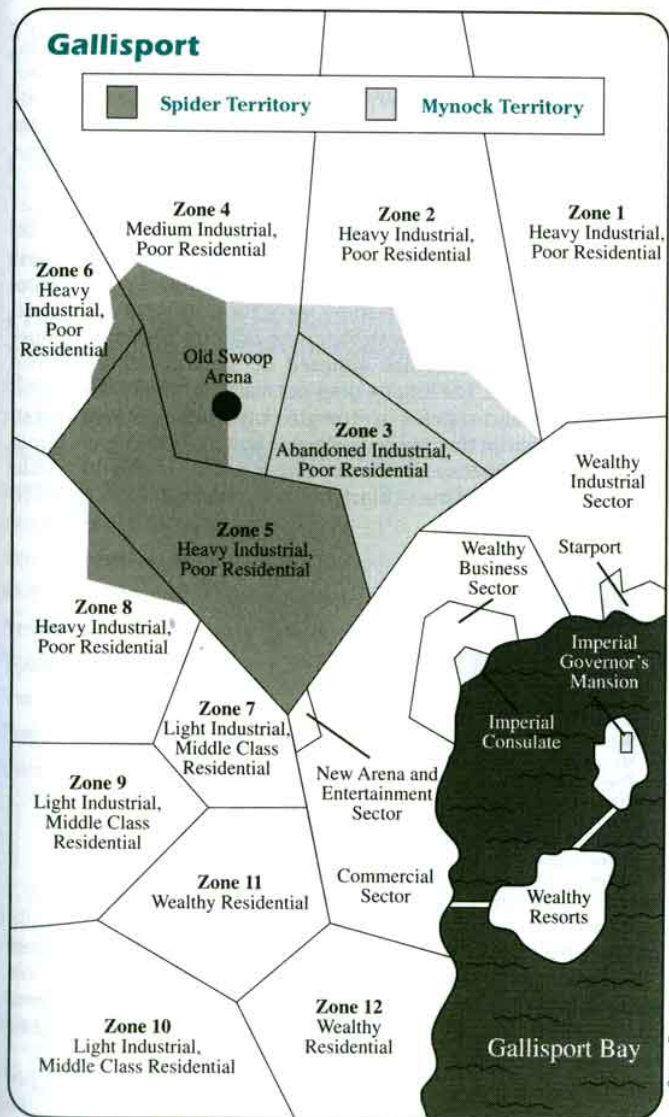 Gallisport
Spider Territory
Mynock Territory
Zone 4
Medium Industrial,
Poor Residential
Zone 2
Heavy Industrial,
Poor Residential
Zone 1
Heavy Industrial,
Poor Residential
Zone 6
Heavy
Industrial,
Poor
Residential
Old Swoop
Arena
Zone 3
Abandoned Industrial,
Poor Residential
Wealthy
Industrial
Sector
Zone 5
Heavy Industrial,
Poor Residential
Wealthy
Business
Sector
Starport
Zone 8
Heavy Industrial,
Poor Residential
Imperial
Governor's
Mansion
Zone 7
Light Industrial,
Middle Class
Residential
Imperial
Consulate
New Arena and
Entertainment
Sector
Zone 9
Light Industrial,
Middle Class
Residential
Zone 11
Wealthy Residential
Commercial
Sector
Wealthy
Resorts
Zone 12
Wealthy
Residential
Zone 10
Light Industrial,
Middle Class Residential
Gallisport Bay